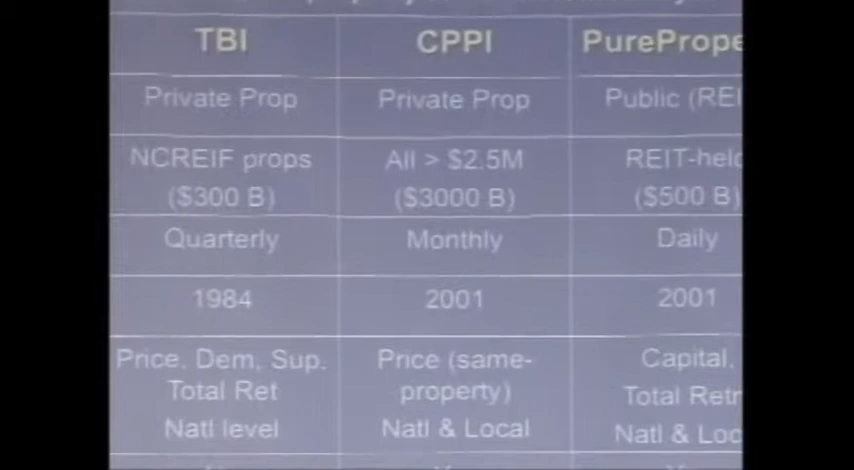 TBI CPPI PurePrope
Private Prop Private Prop Public (REI
NCREIF props All > $2.5M REIT-held
($300 B) ($3000 B) ($500 B)
Quarterly Monthly Daily
1984 2001 2001
Price, Dem, Sup. Price (same- Capital,
Total Ret property) Total Retr
Natl level Natl & Local Natl & Loc